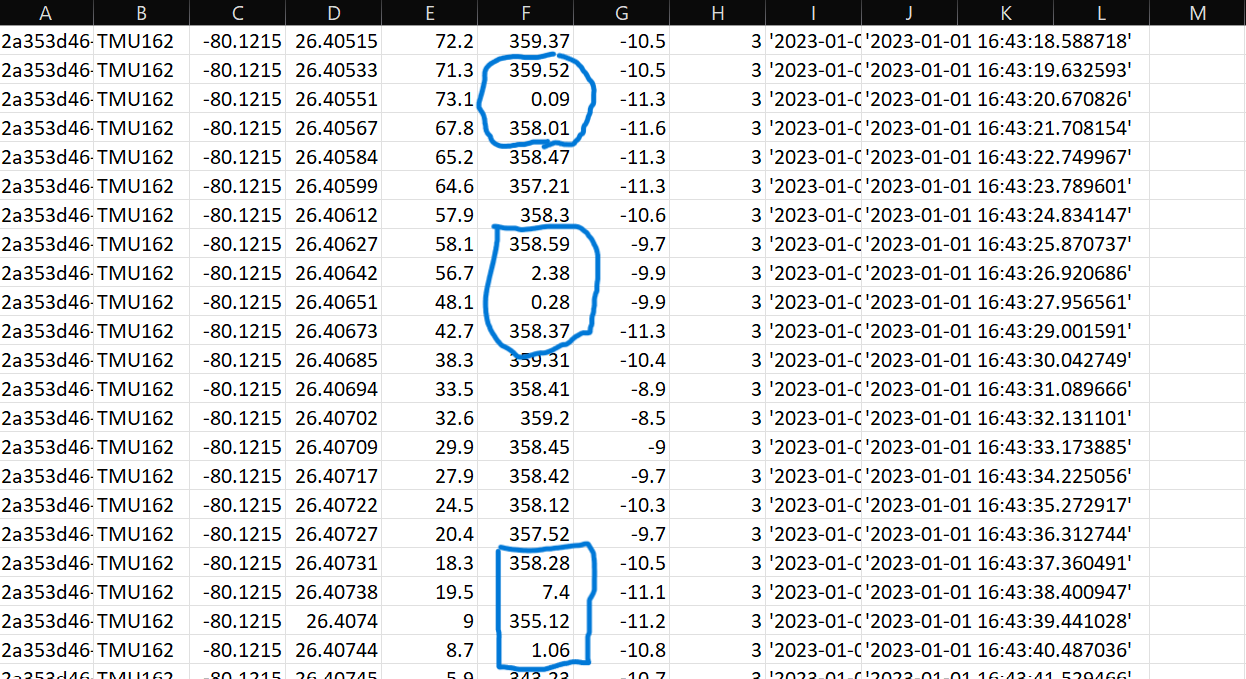 A B C D E F G H I J K L M
2a353d46- TMU162 -80.1215 26.40515 72.2 359.37 -10.5 3 '2023-01-0 '2023-01-01 16:43:18.588718'
2a353d46- TMU162 -80.1215 26.40533 71.3 359.52 -10.5 3 '2023-01-0 '2023-01-01 16:43:19.632593'
2a353d46- TMU162 -80.1215 26.40551 73.1 0.09 -11.3 3 '2023-01-0 '2023-01-01 16:43:20.670826'
2a353d46- TMU162 -80.1215 26.40567 67.8 358.01 -11.6 3 '2023-01-0 '2023-01-01 16:43:21.708154'
2a353d46- TMU162 -80.1215 26.40584 65.2 358.47 -11.3 3 '2023-01-0 '2023-01-01 16:43:22.749967'
2a353d46- TMU162 -80.1215 26.40599 64.6 357.21 -11.3 3 '2023-01-0 '2023-01-01 16:43:23.789601'
2a353d46- TMU162 -80.1215 26.40612 57.9 358.3 -10.6 3 '2023-01-0 '2023-01-01 16:43:24.834147'
2a353d46- TMU162 -80.1215 26.40627 58.1 358.59 -9.7 3 '2023-01-0 '2023-01-01 16:43:25.870737'
2a353d46- TMU162 -80.1215 26.40642 56.7 2.38 -9.9 3 '2023-01-0 '2023-01-01 16:43:26.920686'
2a353d46- TMU162 -80.1215 26.40651 48.1 0.28 -9.9 3 '2023-01-0 '2023-01-01 16:43:27.956561'
2a353d46- TMU162 -80.1215 26.40673 42.7 358.37 -11.3 3 '2023-01-0 '2023-01-01 16:43:29.001591'
2a353d46- TMU162 -80.1215 26.40685 38.3 359.31 -10.4 3 '2023-01-0 '2023-01-01 16:43:30.042749'
2a353d46- TMU162 -80.1215 26.40694 33.5 358.41 -8.9 3 '2023-01-0 '2023-01-01 16:43:31.089666'
2a353d46- TMU162 -80.1215 26.40702 32.6 359.2 -8.5 3 '2023-01-0 '2023-01-01 16:43:32.131101'
2a353d46- TMU162 -80.1215 26.40709 29.9 358.45 -9 3 '2023-01-0 '2023-01-01 16:43:33.173885'
2a353d46- TMU162 -80.1215 26.40717 27.9 358.42 -9.7 3 '2023-01-0 '2023-01-01 16:43:34.225056'
2a353d46- TMU162 -80.1215 26.40722 24.5 358.12 -10.3 3 '2023-01-0 '2023-01-01 16:43:35.272917'
2a353d46- TMU162 -80.1215 26.40727 20.4 357.52 -9.7 3 '2023-01-0 '2023-01-01 16:43:36.312744'
2a353d46- TMU162 -80.1215 26.40731 18.3 358.28 -10.5 3 '2023-01-0 '2023-01-01 16:43:37.360491'
2a353d46- TMU162 -80.1215 26.40738 19.5 7.4 -11.1 3 '2023-01-0 '2023-01-01 16:43:38.400947'
2a353d46- TMU162 -80.1215 26.4074 9 355.12 -11.2 3 '2023-01-0 '2023-01-01 16:43:39.441028'
2a353d46- TMU162 -80.1215 26.40744 8.7 1.06 -10.8 3 '2023-01-0 '2023-01-01 16:43:40.487036'
2a353d46- TMU162 -80.1215 26.40745 5.9 343.23 -10.7 3 '2023-01-0 '2023-01-01 16:43:41.529466'